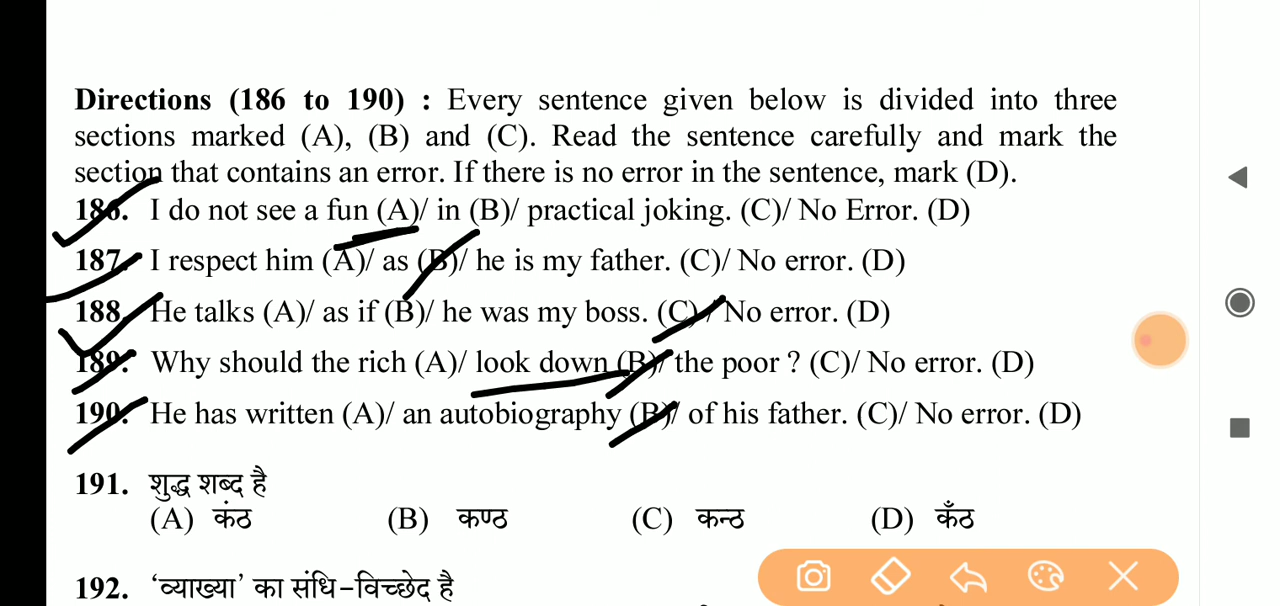 Directions (186 to 190) : Every sentence given below is divided into three
sections marked (A), (B) and (C). Read the sentence carefully and mark the
section that contains an error. If there is no error in the sentence, mark (D).
186. I do not see a fun (A)/ in (B)/ practical joking. (C)/ No Error. (D)
187. I respect him (A)/ as (B)/ he is my father. (C)/ No error. (D)
188. He talks (A)/ as if (B)/ he was my boss. (C) / No error. (D)
189. Why should the rich (A)/ look down (B)/ the poor ? (C)/ No error. (D)
190. He has written (A)/ an autobiography (B)/ of his father. (C)/ No error. (D)
191. शुद्ध शब्द है
(A) कंठ (B) कण्ठ (C) कन्ठ (D) कँठ
192. ‘व्याख्या’ का संधि-विच्छेद है